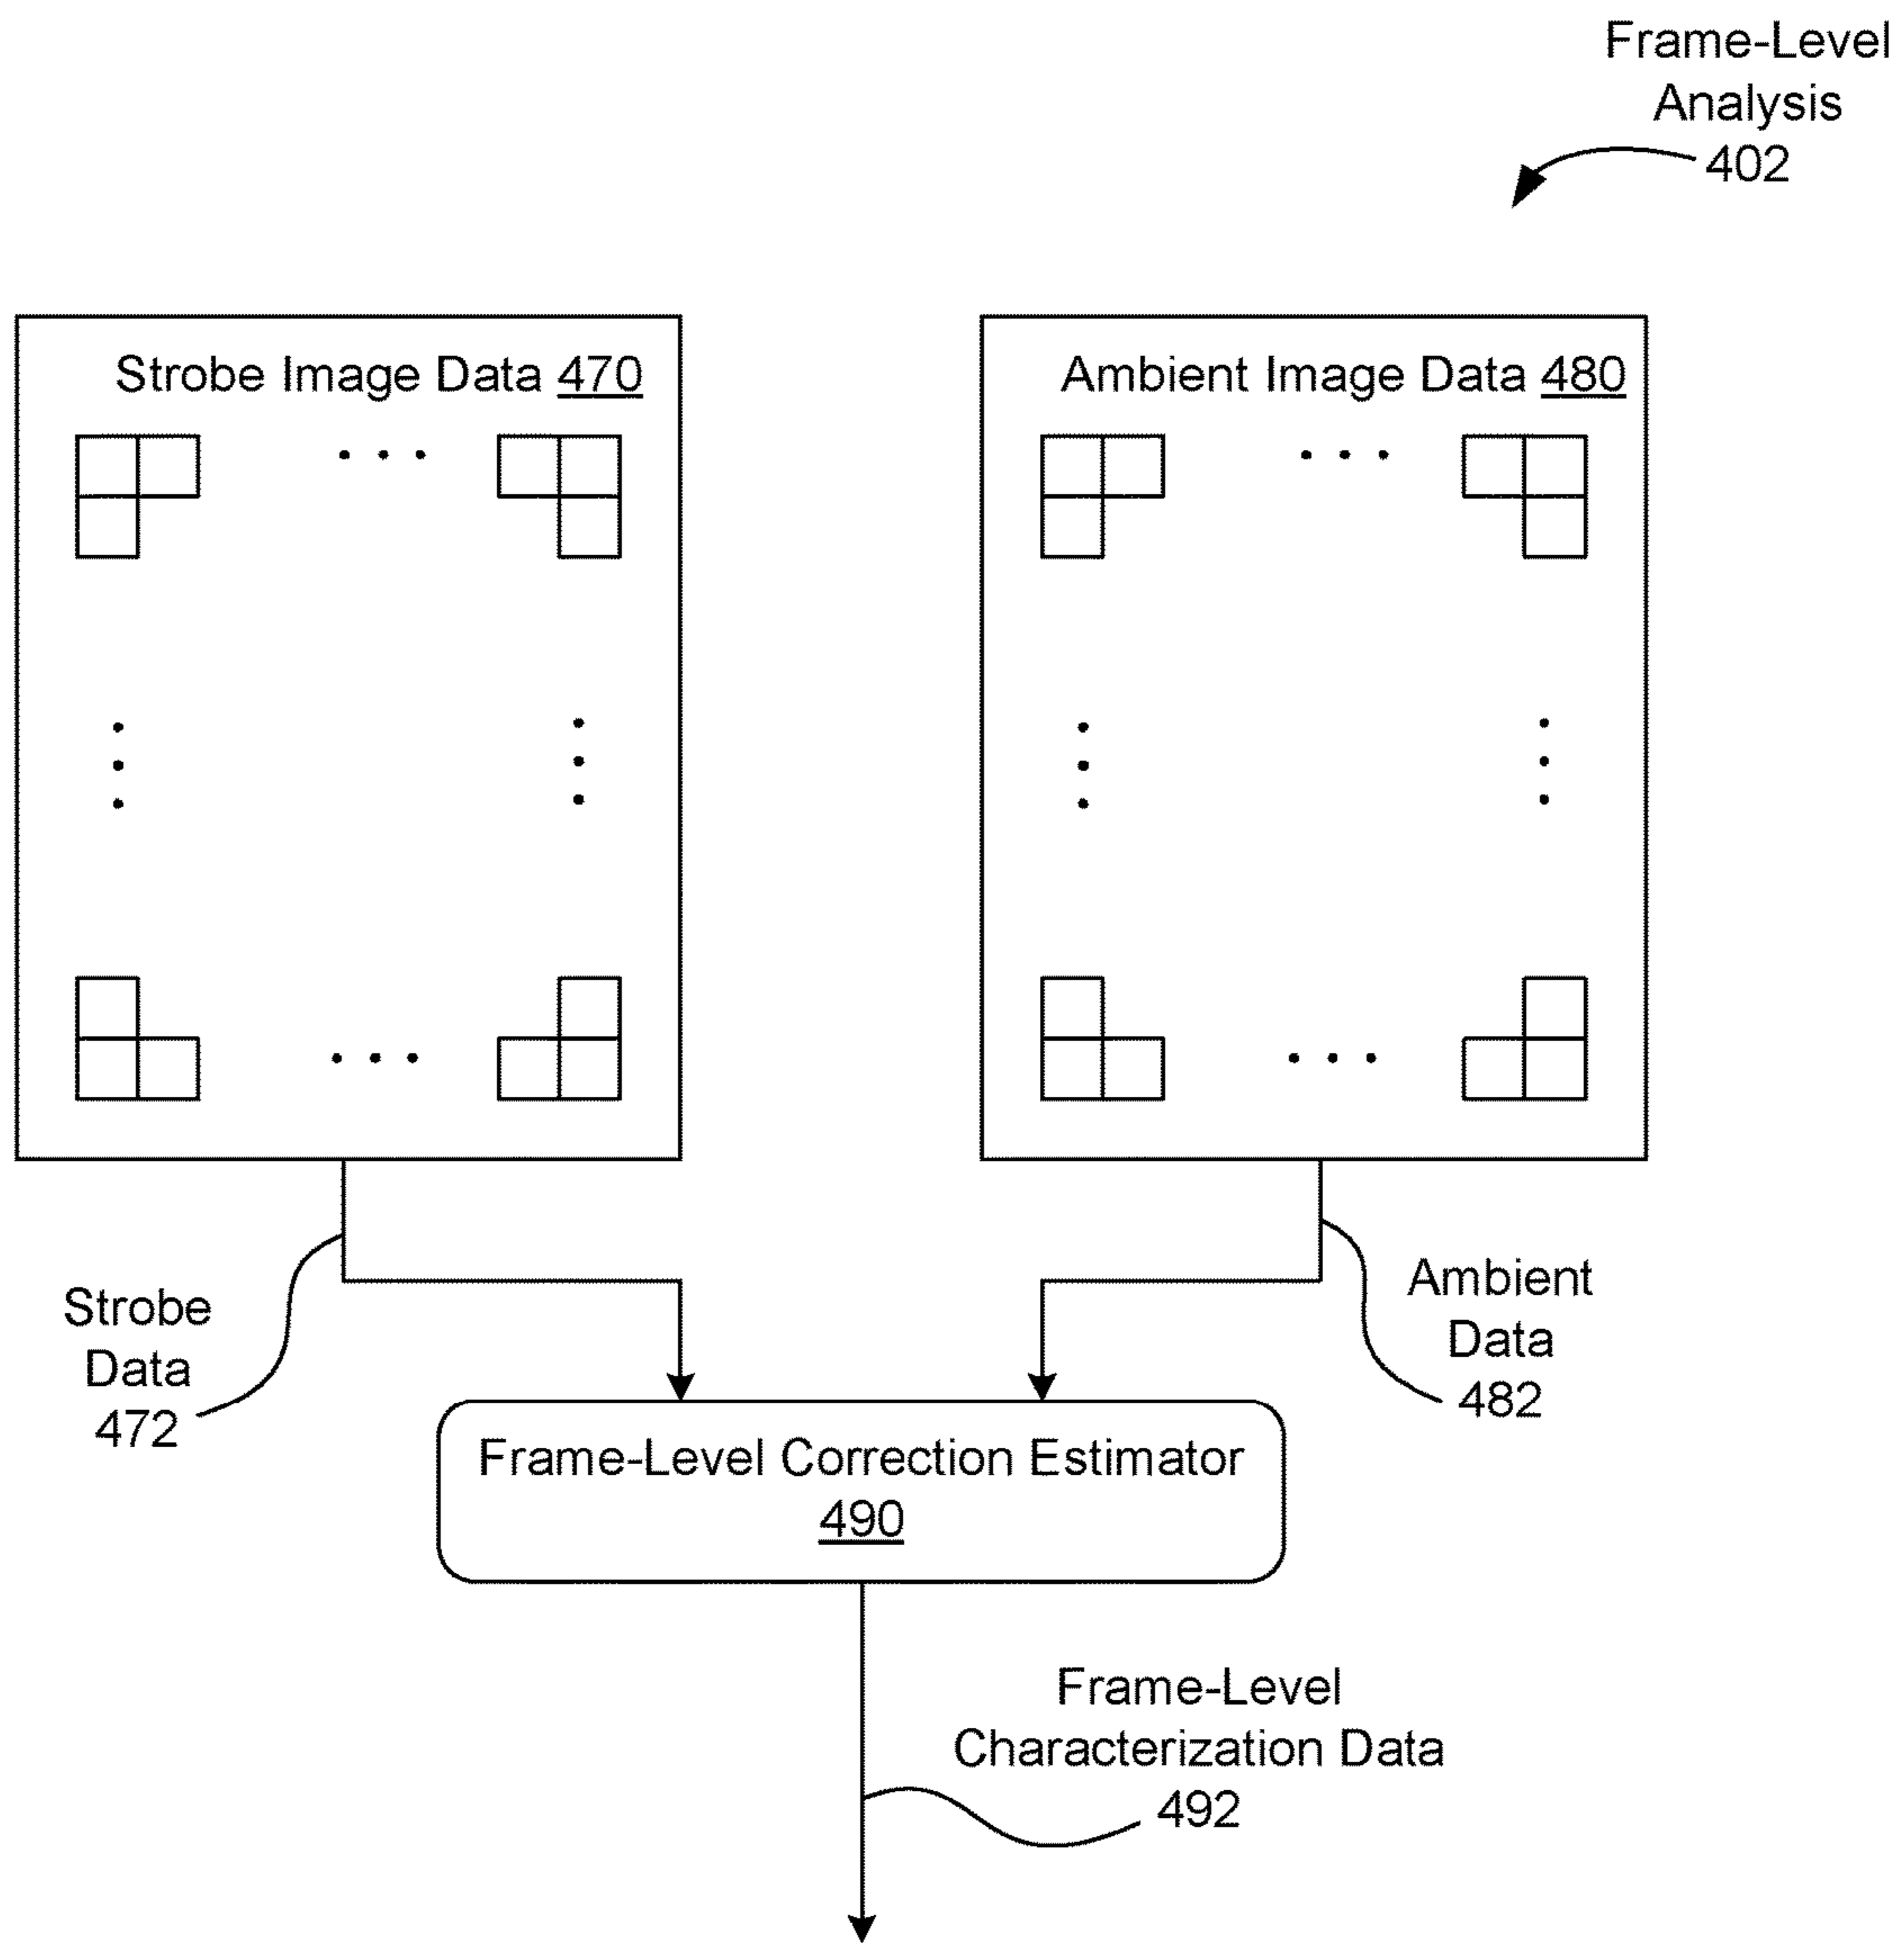 Frame-Level
Analysis
402
Strobe Image Data 470
Ambient Image Data 480
Strobe
Data
472
Ambient
Data
482
Frame-Level Correction Estimator
490
Frame-Level
Characterization Data
492